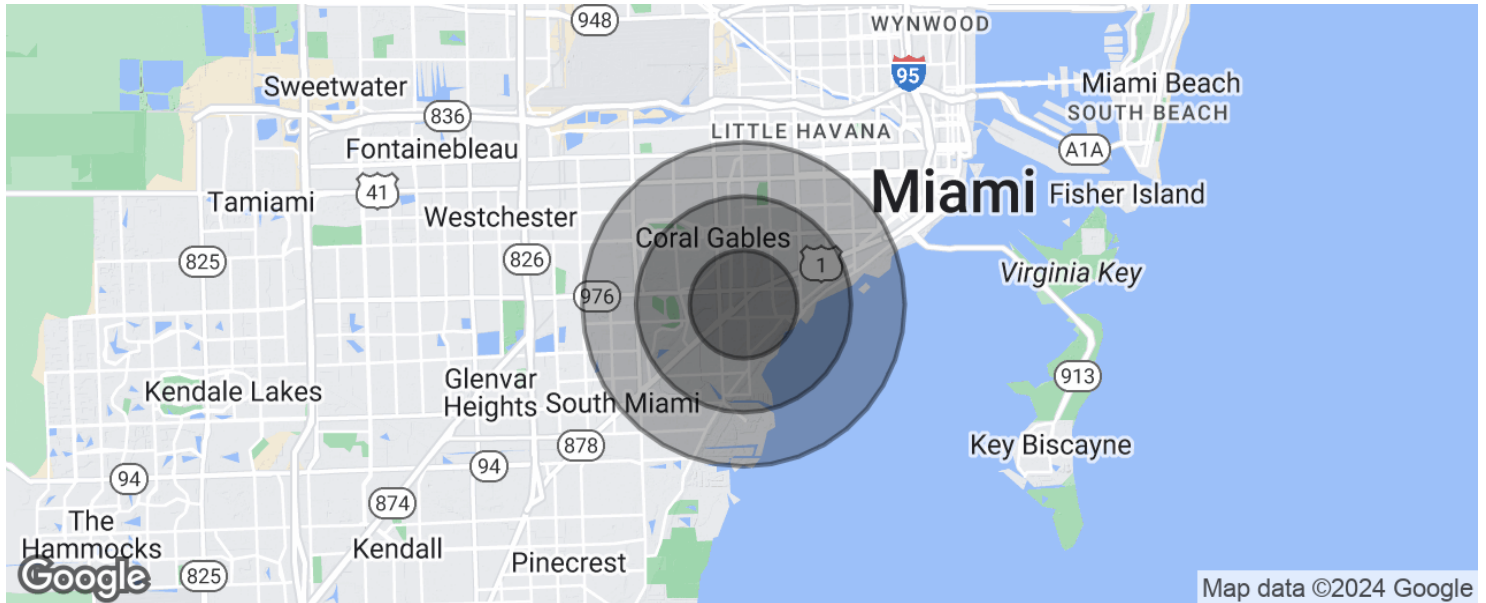 948
WYNWOOD
95
Sweetwater
Miami Beach
SOUTH BEACH
836
LITTLE HAVANA
Fontainebleau
A1A
41
Miami
Fisher Island
Tamiami
Westchester
Coral Gables
825
826
1
Virginia Key
976
913
Glenvar
Heights
Kendale Lakes
South Miami
878
Key Biscayne
94
94
874
The
Hammocks
Kendall
Pinecrest
825
Google
Map data ©2024 Google